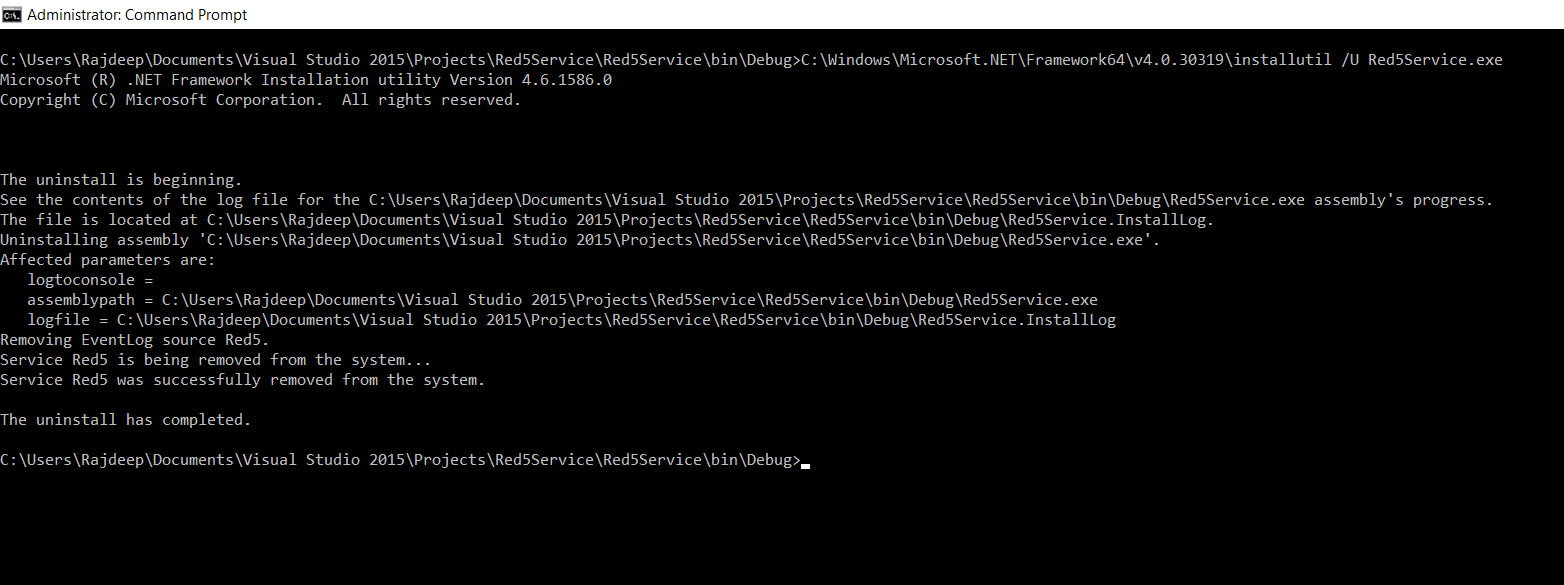 Administrator: Command Prompt
C:\Users\Rajdeep\Documents\Visual Studio 2015\Projects\Red5Service\Red5Service\bin\Debug>C:\Windows\Microsoft.NET\Framework64\v4.0.30319\installutil /U Red5Service.exe
Microsoft (R) .NET Framework Installation utility Version 4.6.1586.0
Copyright (C) Microsoft Corporation.  All rights reserved.
The uninstall is beginning.
See the contents of the log file for the C:\Users\Rajdeep\Documents\Visual Studio 2015\Projects\Red5Service\Red5Service\bin\Debug\Red5Service.exe assembly's progress.
The file is located at C:\Users\Rajdeep\Documents\Visual Studio 2015\Projects\Red5Service\Red5Service\bin\Debug\Red5Service.InstallLog.
Uninstalling assembly 'C:\Users\Rajdeep\Documents\Visual Studio 2015\Projects\Red5Service\Red5Service\bin\Debug\Red5Service.exe'.
Affected parameters are:
   logtoconsole =
   assemblypath = C:\Users\Rajdeep\Documents\Visual Studio 2015\Projects\Red5Service\Red5Service\bin\Debug\Red5Service.exe
   logfile = C:\Users\Rajdeep\Documents\Visual Studio 2015\Projects\Red5Service\Red5Service\bin\Debug\Red5Service.InstallLog
Removing EventLog source Red5.
Service Red5 is being removed from the system...
Service Red5 was successfully removed from the system.
The uninstall has completed.
C:\Users\Rajdeep\Documents\Visual Studio 2015\Projects\Red5Service\Red5Service\bin\Debug>